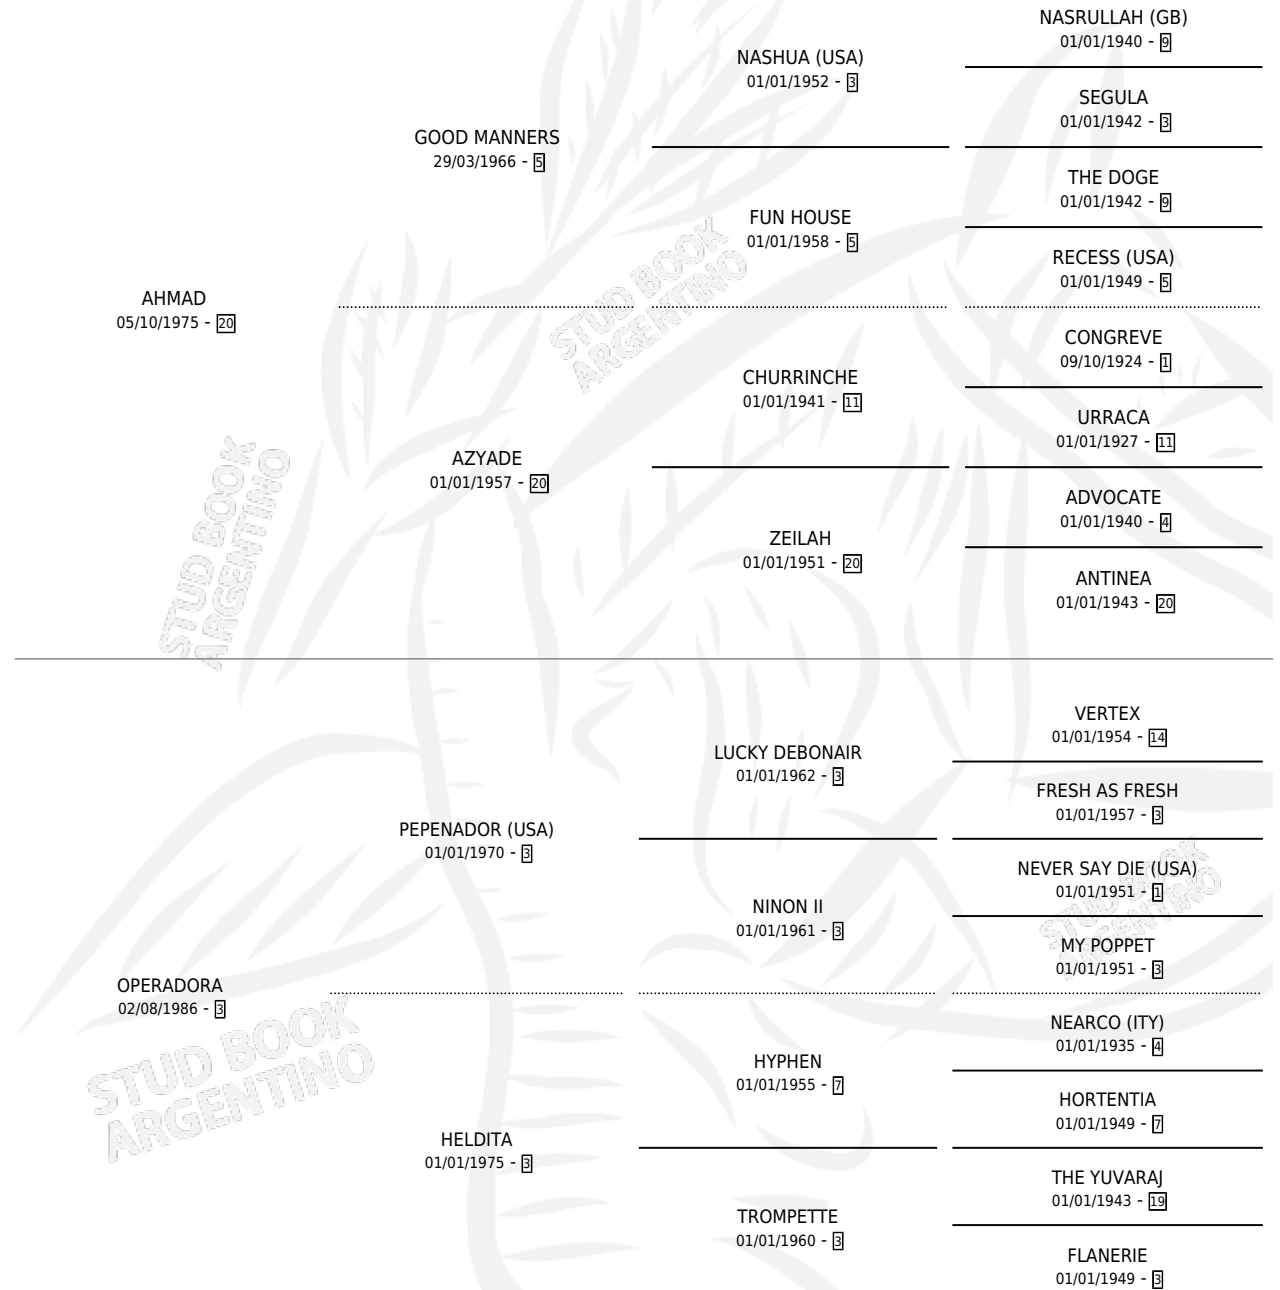 NASRULLAH (GB)
01/01/1940 - 9
NASHUA (USA)
01/01/1952 - 3
SEGULA
01/01/1942 - 3
GOOD MANNERS
29/03/1966 - 5
THE DOGE
01/01/1942 - 9
FUN HOUSE
01/01/1958 - 5
RECESS (USA)
01/01/1949 - 5
AHMAD
05/10/1975 - 20
CONGREVE
09/10/1924 - 1
CHURRINCHE
01/01/1941 - 11
URRACA
01/01/1927 - 11
AZYADE
01/01/1957 - 20
ADVOCATE
01/01/1940 - 4
ZEILAH
01/01/1951 - 20
ANTINEA
01/01/1943 - 20
STUD BOOK
ARGENTINO
STUD BOOK
ARGENTINO
VERTEX
01/01/1954 - 14
LUCKY DEBONAIR
01/01/1962 - 3
FRESH AS FRESH
01/01/1957 - 3
PEPENADOR (USA)
01/01/1970 - 3
NEVER SAY DIE (USA)
01/01/1951 - 1
NINON II
01/01/1961 - 3
MY POPPET
01/01/1951 - 3
OPERADORA
02/08/1986 - 3
NEARCO (ITY)
01/01/1935 - 4
HYPHEN
01/01/1955 - 7
HORTENTIA
01/01/1949 - 7
HELDITA
01/01/1975 - 3
THE YUVARAJ
01/01/1943 - 19
TROMPETTE
01/01/1960 - 3
FLANERIE
01/01/1949 - 3
STUD BOOK
ARGENTINO
STUD BOOK
ARGENTINO